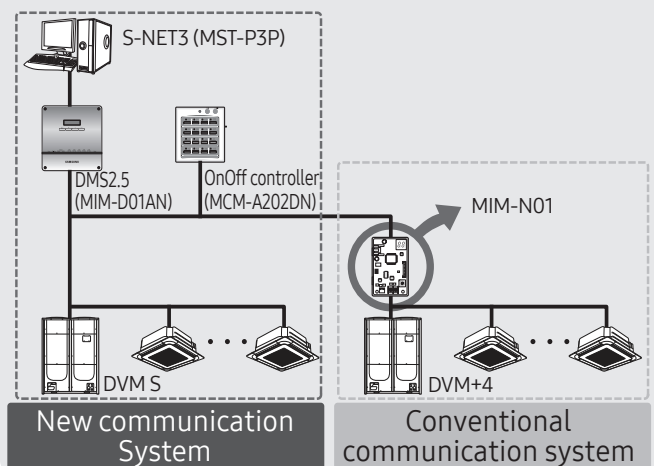 S-NET3 (MST-P3P)
DMS2.5
(MIM-D01AN)
OnOff controller
(MCM-A202DN)
MIM-N01
DVM S
DVM+4
New communication
System
Conventional
communication system